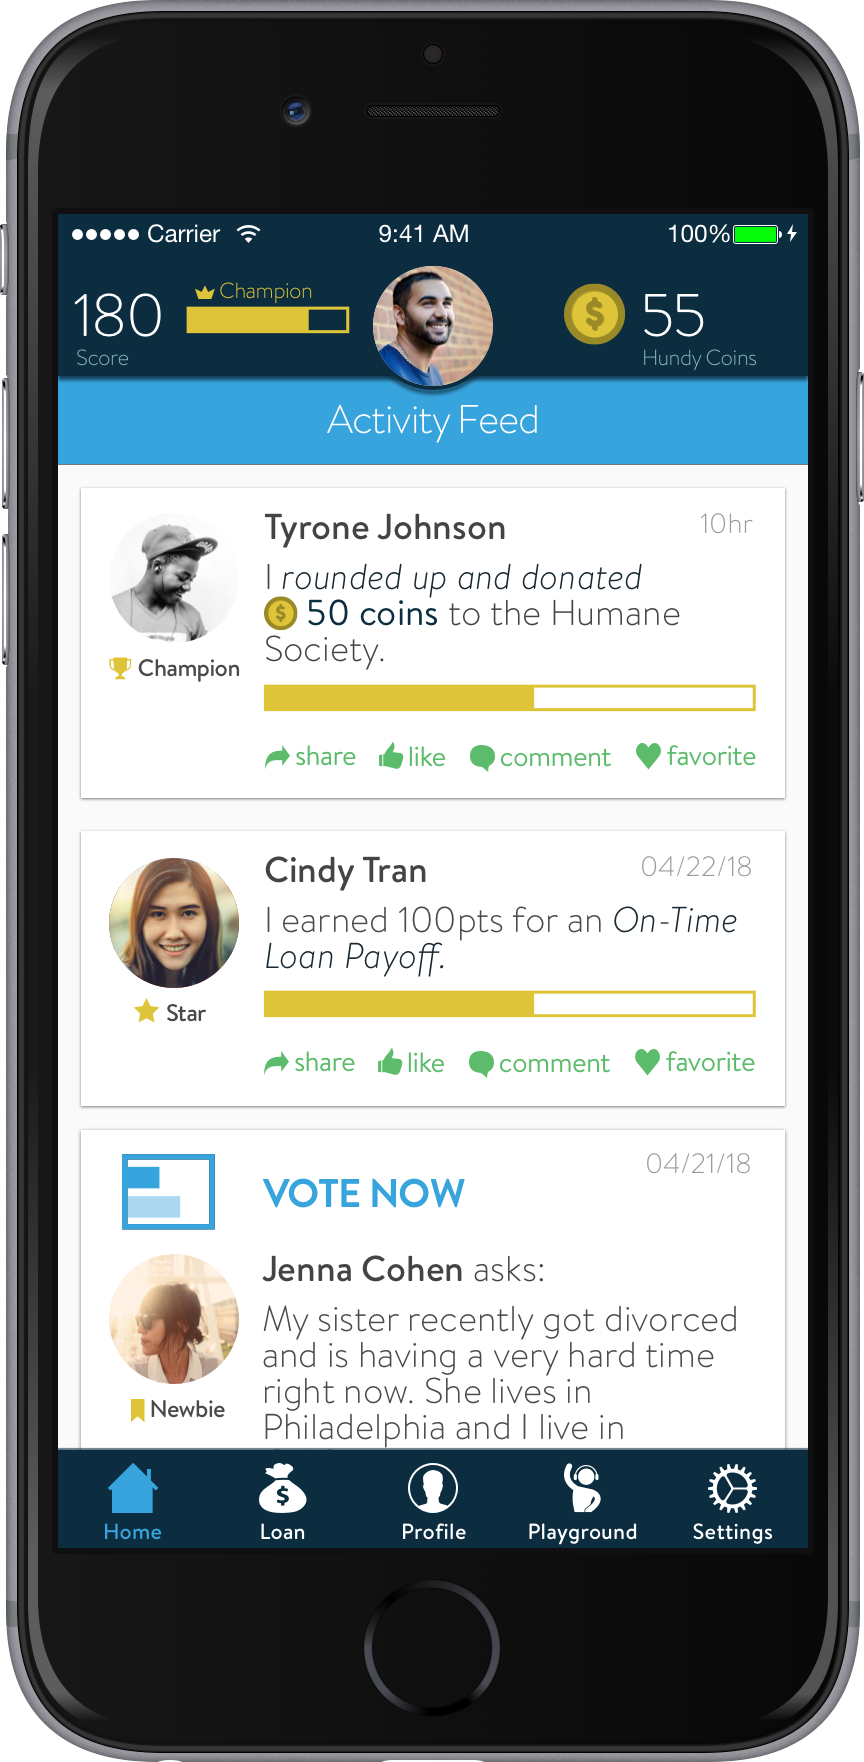 Carrier 9:41 AM 100%
180 Champion 55
Score Hundy Coins
Activity Feed
Tyrone Johnson 10hr
I rounded up and donated
$ 50 coins to the Humane
Society.
Champion
share like comment favorite
Cindy Tran 04/22/18
I earned 100pts for an On-Time
Loan Payoff.
Star
share like comment favorite
04/21/18
VOTE NOW
Jenna Cohen asks:
My sister recently got divorced
and is having a very hard time
right now. She lives in
Newbie
Philadelphia and I live in
Home Loan Profile Playground Settings